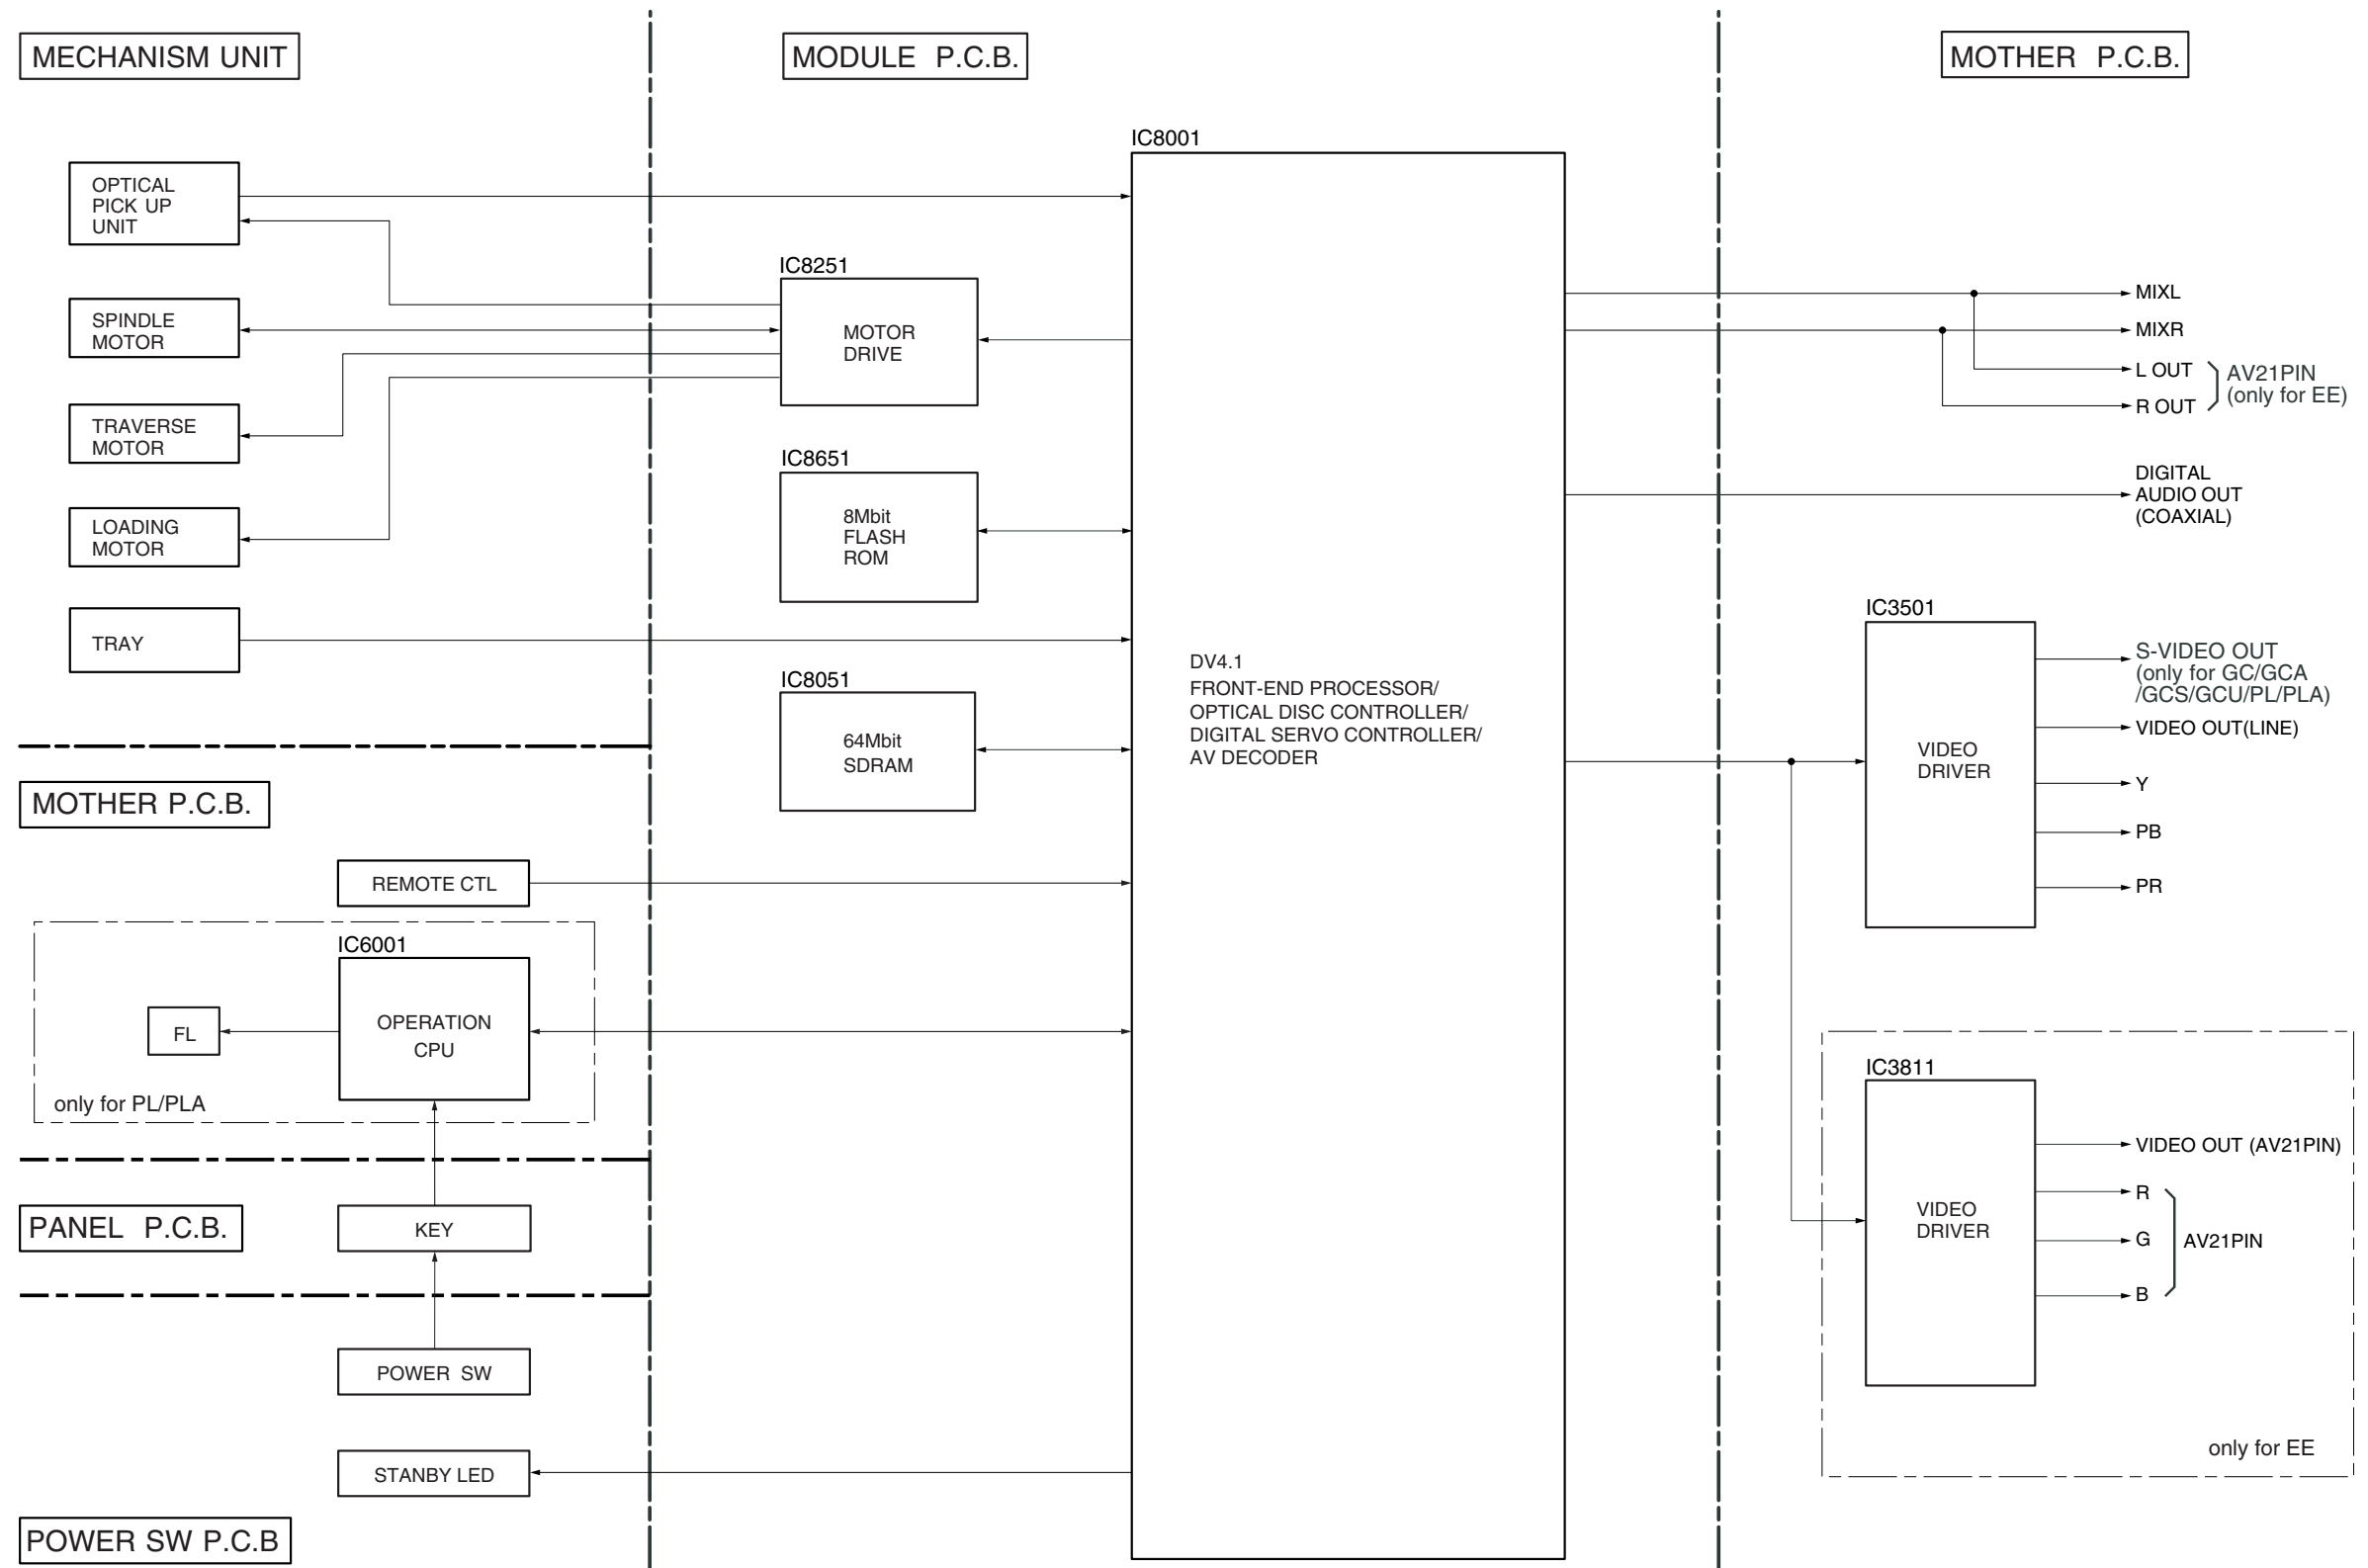 MECHANISM UNIT
OPTICAL
PICK UP
UNIT
SPINDLE
MOTOR
TRAVERSE
MOTOR
LOADING
MOTOR
TRAY
MOTHER P.C.B.
REMOTE CTL
IC6001
OPERATION
CPU
FL
only for PL/PLA
PANEL P.C.B.
KEY
POWER SW
STANBY LED
POWER SW P.C.B
MODULE P.C.B.
IC8251
MOTOR
DRIVE
IC8651
8Mbit
FLASH
ROM
IC8051
64Mbit
SDRAM
IC8001
DV4.1
FRONT-END PROCESSOR/
OPTICAL DISC CONTROLLER/
DIGITAL SERVO CONTROLLER/
AV DECODER
MOTHER P.C.B.
MIXL
MIXR
L OUT
R OUT
AV21PIN
(only for EE)
DIGITAL
AUDIO OUT
(COAXIAL)
IC3501
VIDEO
DRIVER
S-VIDEO OUT
(only for GC/GCA
/GCS/GCU/PL/PLA)
VIDEO OUT(LINE)
Y
PB
PR
IC3811
VIDEO
DRIVER
VIDEO OUT (AV21PIN)
R
G
B
AV21PIN
only for EE